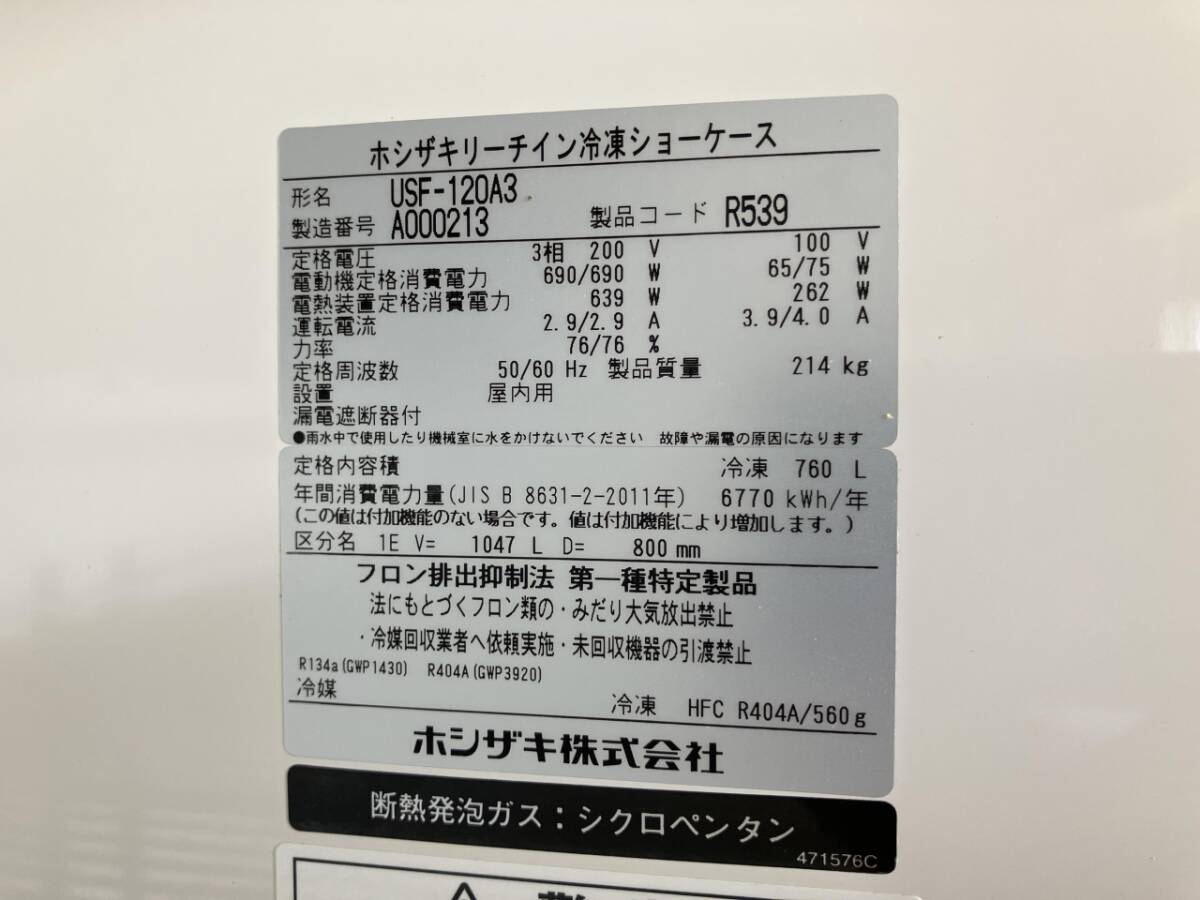 ホシザキリーチイン冷凍ショーケース
形名 USF-120A3
製造番号 A000213 製品コード R539
定格電圧 3相 200 V 100 V
電動機定格消費電力 690/690 W 65/75 W
電熱装置定格消費電力 639 W 262 W
運転電流 2.9/2.9 A 3.9/4.0 A
力率 76/76 %
定格周波数 50/60 Hz 製品質量 214 kg
設置 屋内用
漏電遮断器付
●雨水中で使用したり機械室に水をかけないでください 故障や漏電の原因になります
定格内容積 冷凍 760 L
年間消費電力量(JIS B 8631-2-2011年) 6770 kWh/年
(この値は付加機能のない場合です。値は付加機能により増加します。)
区分名 1E V= 1047 L D= 800 mm
フロン排出抑制法 第一種特定製品
法にもとづくフロン類の・みだり大気放出禁止
・冷媒回収業者へ依頼実施・未回収機器の引渡禁止
R134a(GWP1430) R404A(GWP3920)
冷媒 冷凍 HFC R404A/560g
ホシザキ株式会社
断熱発泡ガス：シクロペンタン
471576C